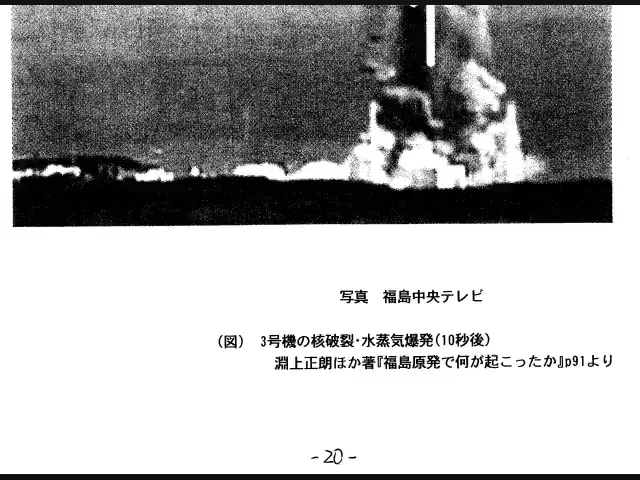 写真　福島中央テレビ
(図)　3号機の核破裂･水蒸気爆発(10秒後)
淵上正朗ほか著『福島原発で何が起こったか』p91より
-20-